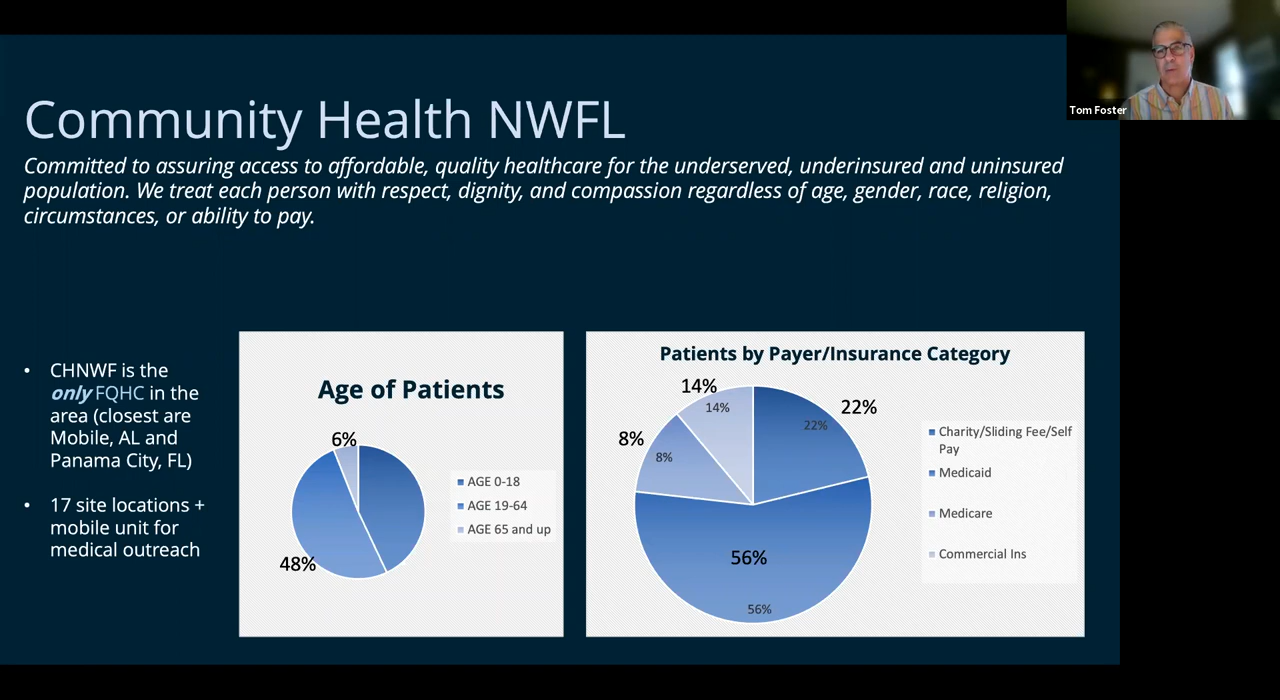 Tom Foster
Community Health NWFL
Committed to assuring access to affordable, quality healthcare for the underserved, underinsured and uninsured
population. We treat each person with respect, dignity, and compassion regardless of age, gender, race, religion,
circumstances, or ability to pay.
• CHNWF is the
only FQHC in the
area (closest are
Mobile, AL and
Panama City, FL)
• 17 site locations +
mobile unit for
medical outreach
Age of Patients
6%
48%
AGE 0-18
AGE 19-64
AGE 65 and up
Patients by Payer/Insurance Category
14%
14%
22%
22%
8%
8%
56%
56%
Charity/Sliding Fee/Self
Pay
Medicaid
Medicare
Commercial Ins